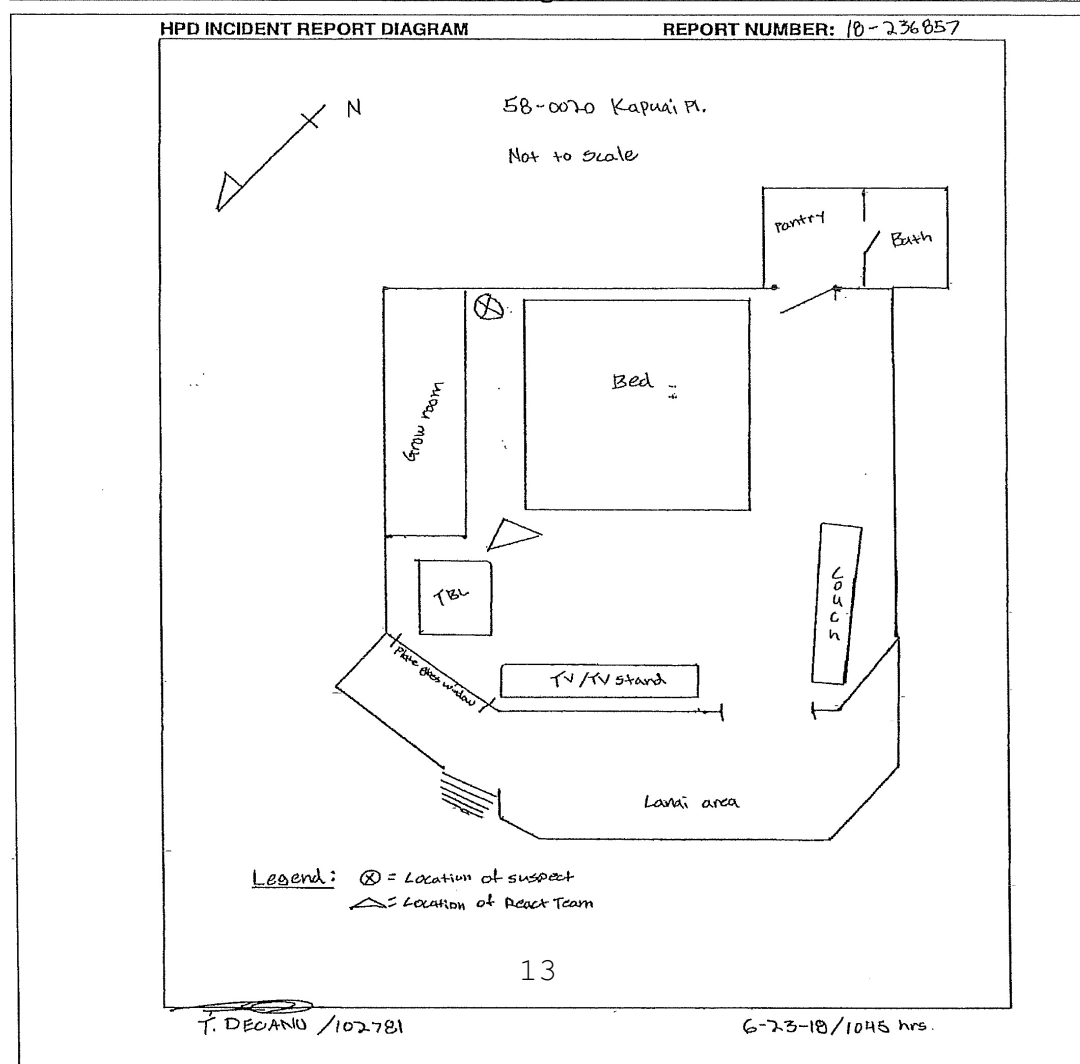 HPD INCIDENT REPORT DIAGRAM REPORT NUMBER: 18-236857
N
58-0020 Kapuai Pl.
Not to scale
Pantry
Bath
Bed
Grow room
TBL
Couch
Plate glass window
TV/TV stand
Lanai area
Legend: ⊗ = Location of suspect
△ = Location of React Team
13
T. DECANO /102781 6-23-18/1045 hrs.